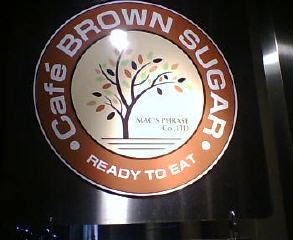 Café BROWN SUGAR
MAC'S PHRASE
Co.,LTD
READY TO EAT